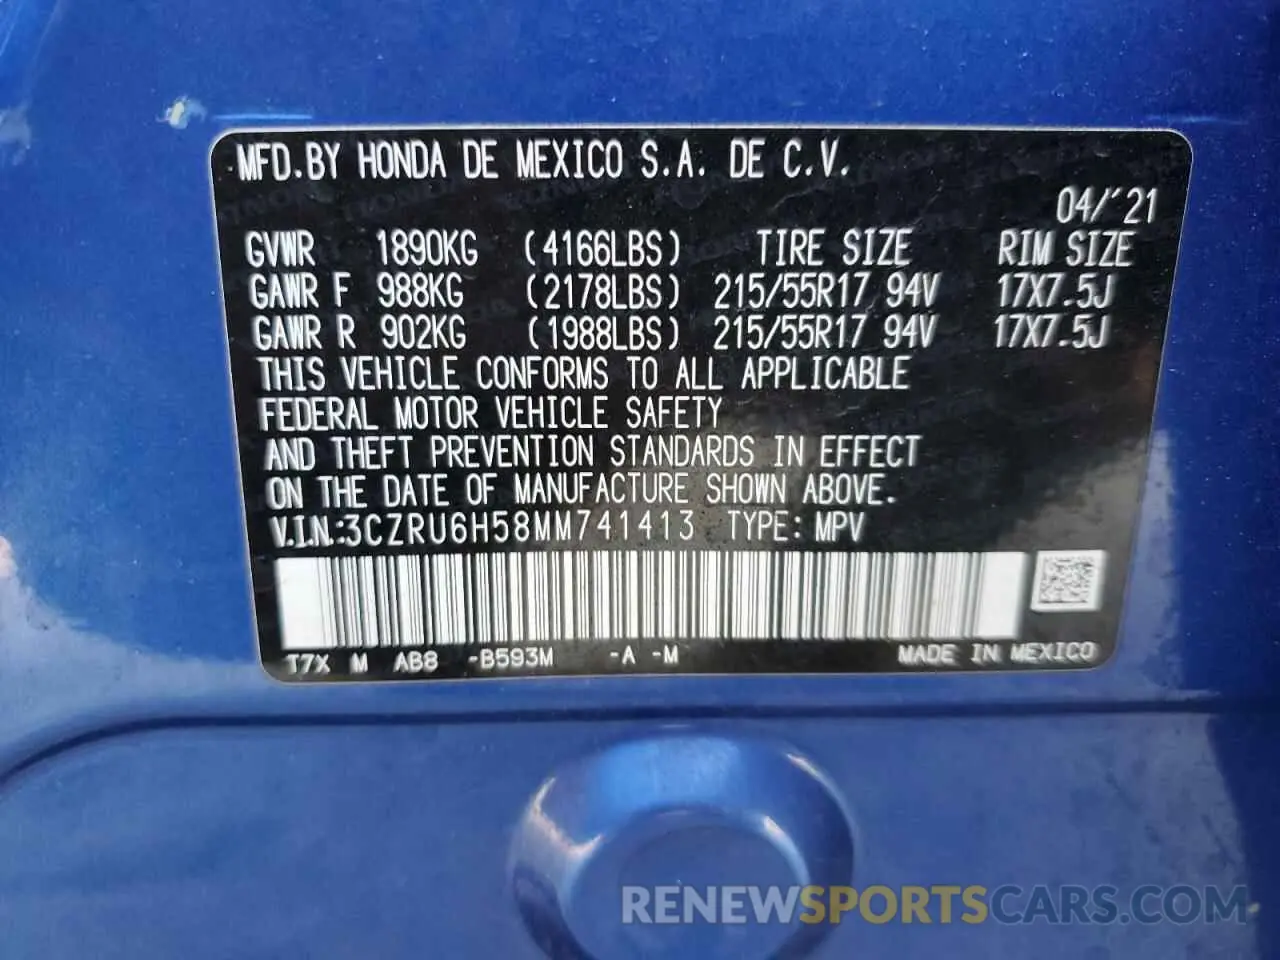 MFD.BY HONDA DE MEXICO S.A. DE C.V.
04/´21
GVWR 1890KG (4166LBS) TIRE SIZE RIM SIZE
GAWR F 988KG (2178LBS) 215/55R17 94V 17X7.5J
GAWR R 902KG (1988LBS) 215/55R17 94V 17X7.5J
THIS VEHICLE CONFORMS TO ALL APPLICABLE
FEDERAL MOTOR VEHICLE SAFETY
AND THEFT PREVENTION STANDARDS IN EFFECT
ON THE DATE OF MANUFACTURE SHOWN ABOVE.
V.I.N.:3CZRU6H58MM741413 TYPE: MPV
T7X M AB8 -B593M -A -M MADE IN MEXICO
RENEWSPORTSCARS.COM